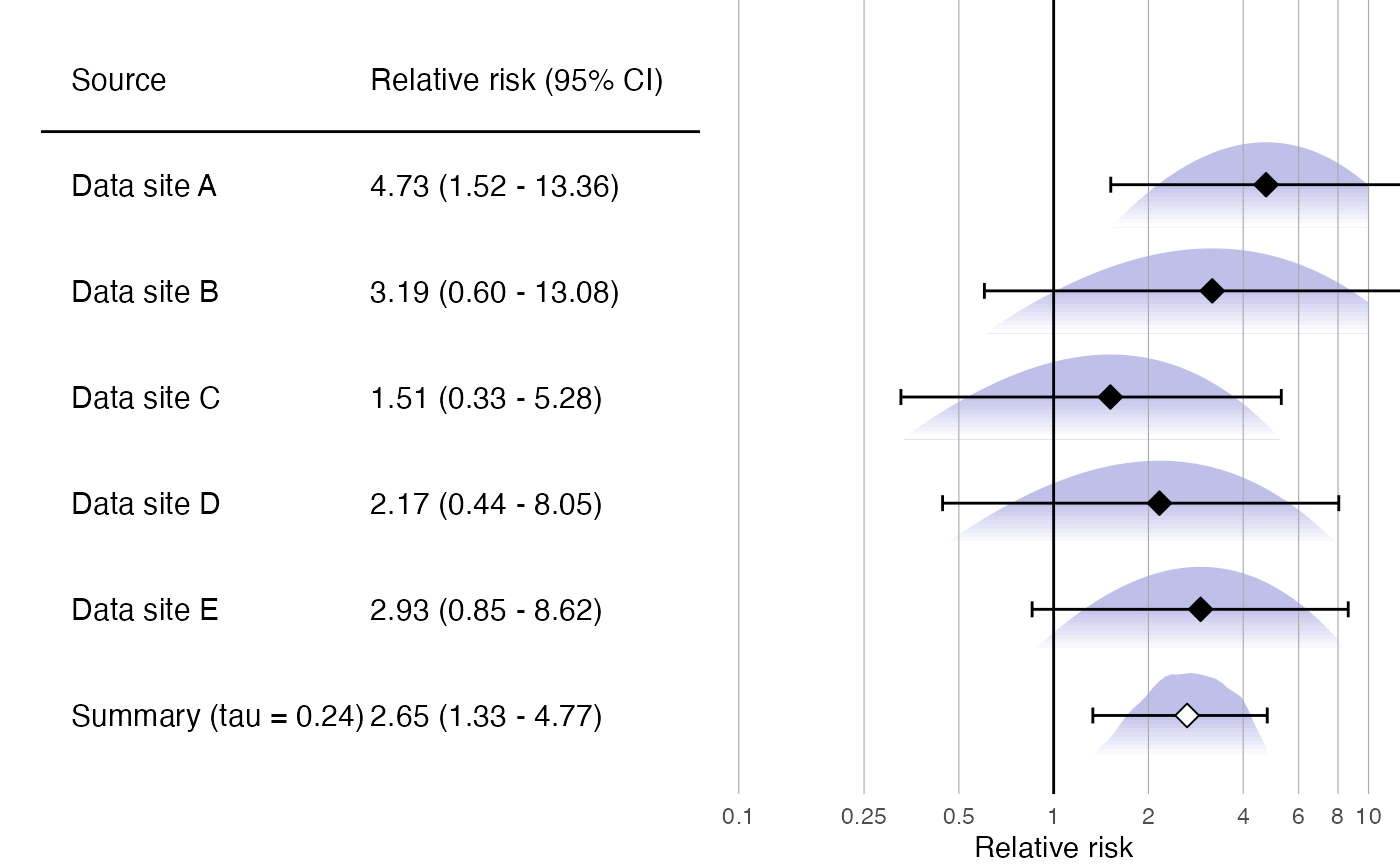 Source Relative risk (95% CI)
Data site A 4.73 (1.52 - 13.36)
Data site B 3.19 (0.60 - 13.08)
Data site C 1.51 (0.33 - 5.28)
Data site D 2.17 (0.44 - 8.05)
Data site E 2.93 (0.85 - 8.62)
Summary (tau = 0.24) 2.65 (1.33 - 4.77)
0.1 0.25 0.5 1 2 4 6 8 10
Relative risk